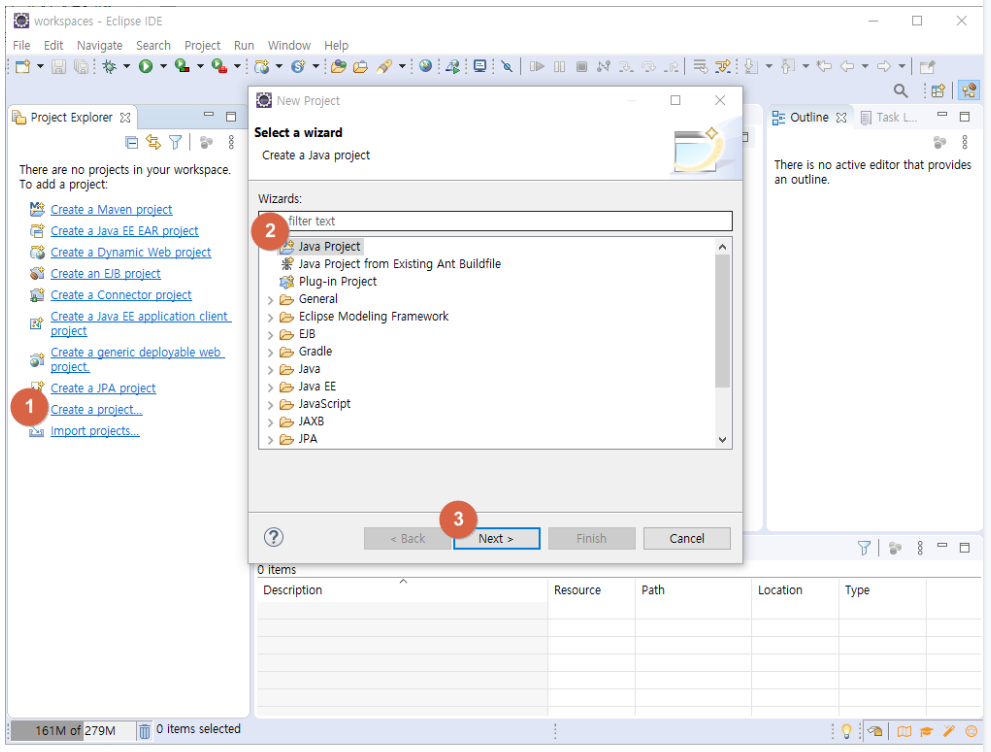 workspaces - Eclipse IDE
File Edit Navigate Search Project Run Window Help
Project Explorer
There are no projects in your workspace.
To add a project:
Create a Maven project
Create a Java EE EAR project
Create a Dynamic Web project
Create an EJB project
Create a Connector project
Create a Java EE application client
project
Create a generic deployable web
project.
Create a JPA project
1
Create a project...
Import projects...
New Project
Select a wizard
Create a Java project
Wizards:
filter text
2
Java Project
Java Project from Existing Ant Buildfile
Plug-in Project
General
Eclipse Modeling Framework
EJB
Gradle
Java
Java EE
JavaScript
JAXB
JPA
3
< Back Next > Finish Cancel
Outline Task L...
There is no active editor that provides
an outline.
0 items
Description Resource Path Location Type
161M of 279M 0 items selected